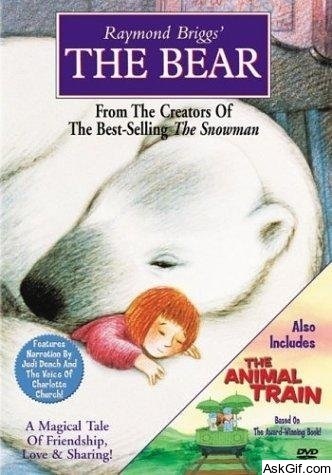 Raymond Briggs'
THE BEAR
From The Creators Of
The Best-Selling The Snowman
Features
Narration By
Judi Dench And
The Voice Of
Charlotte
Church!
A Magical Tale
Of Friendship,
Love & Sharing!
Also
Includes
THE
ANIMAL
TRAIN
Based On
The Award-Winning Book!
DVD
AskGif.com